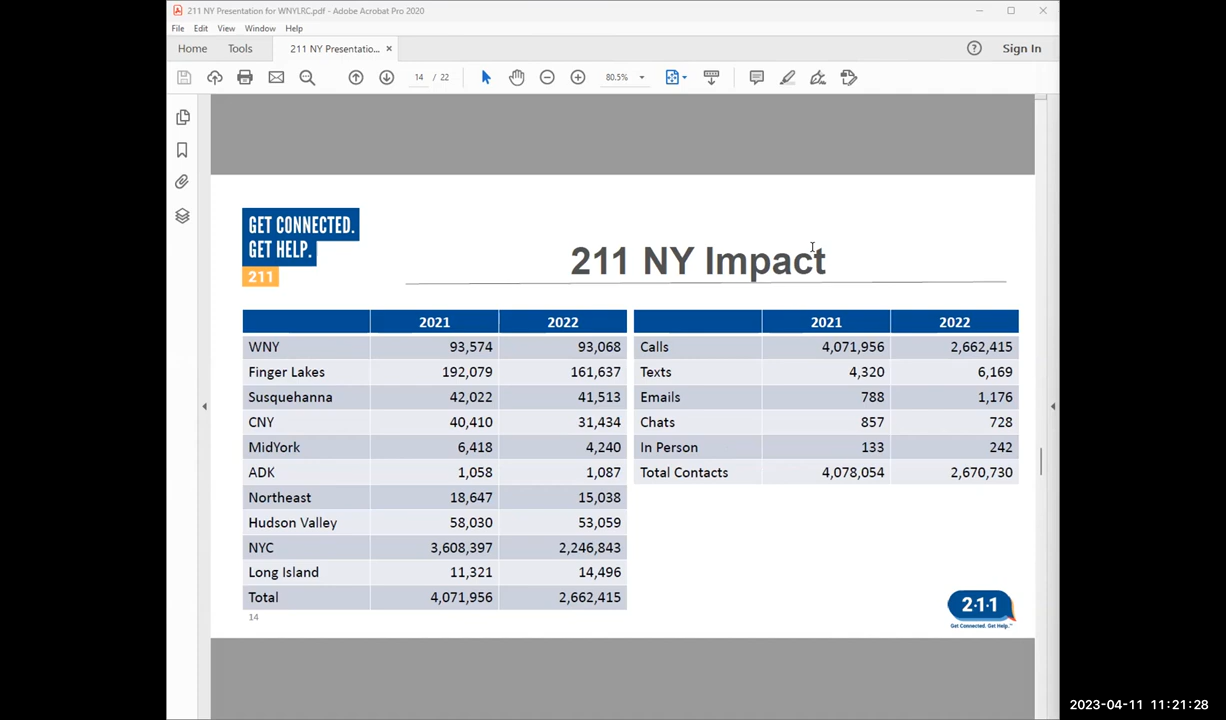 211 NY Presentation for WNYLRC.pdf - Adobe Acrobat Pro 2020
File Edit View Window Help
Home Tools 211 NY Presentatio... × Sign In
14 / 22 80.5%
GET CONNECTED.
GET HELP.
211
211 NY Impact
2021 2022
WNY 93,574 93,068
Finger Lakes 192,079 161,637
Susquehanna 42,022 41,513
CNY 40,410 31,434
MidYork 6,418 4,240
ADK 1,058 1,087
Northeast 18,647 15,038
Hudson Valley 58,030 53,059
NYC 3,608,397 2,246,843
Long Island 11,321 14,496
Total 4,071,956 2,662,415
2021 2022
Calls 4,071,956 2,662,415
Texts 4,320 6,169
Emails 788 1,176
Chats 857 728
In Person 133 242
Total Contacts 4,078,054 2,670,730
14
2·1·1
Get Connected. Get Help.™
2023-04-11 11:21:28